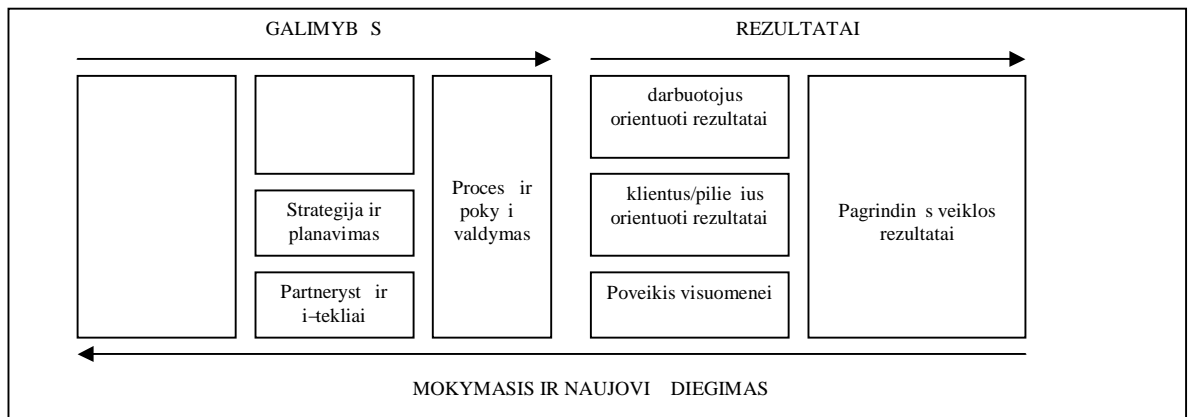 GALIMYB S
REZULTATAI
Strategija ir
planavimas
Partneryst ir
i–tekliai
Proces ir
poky i
valdymas
darbuotojus
orientuoti rezultatai
klientus/pilie ius
orientuoti rezultatai
Poveikis visuomenei
Pagrindin s veiklos
rezultatai
MOKYMASIS IR NAUJOVI DIEGIMAS